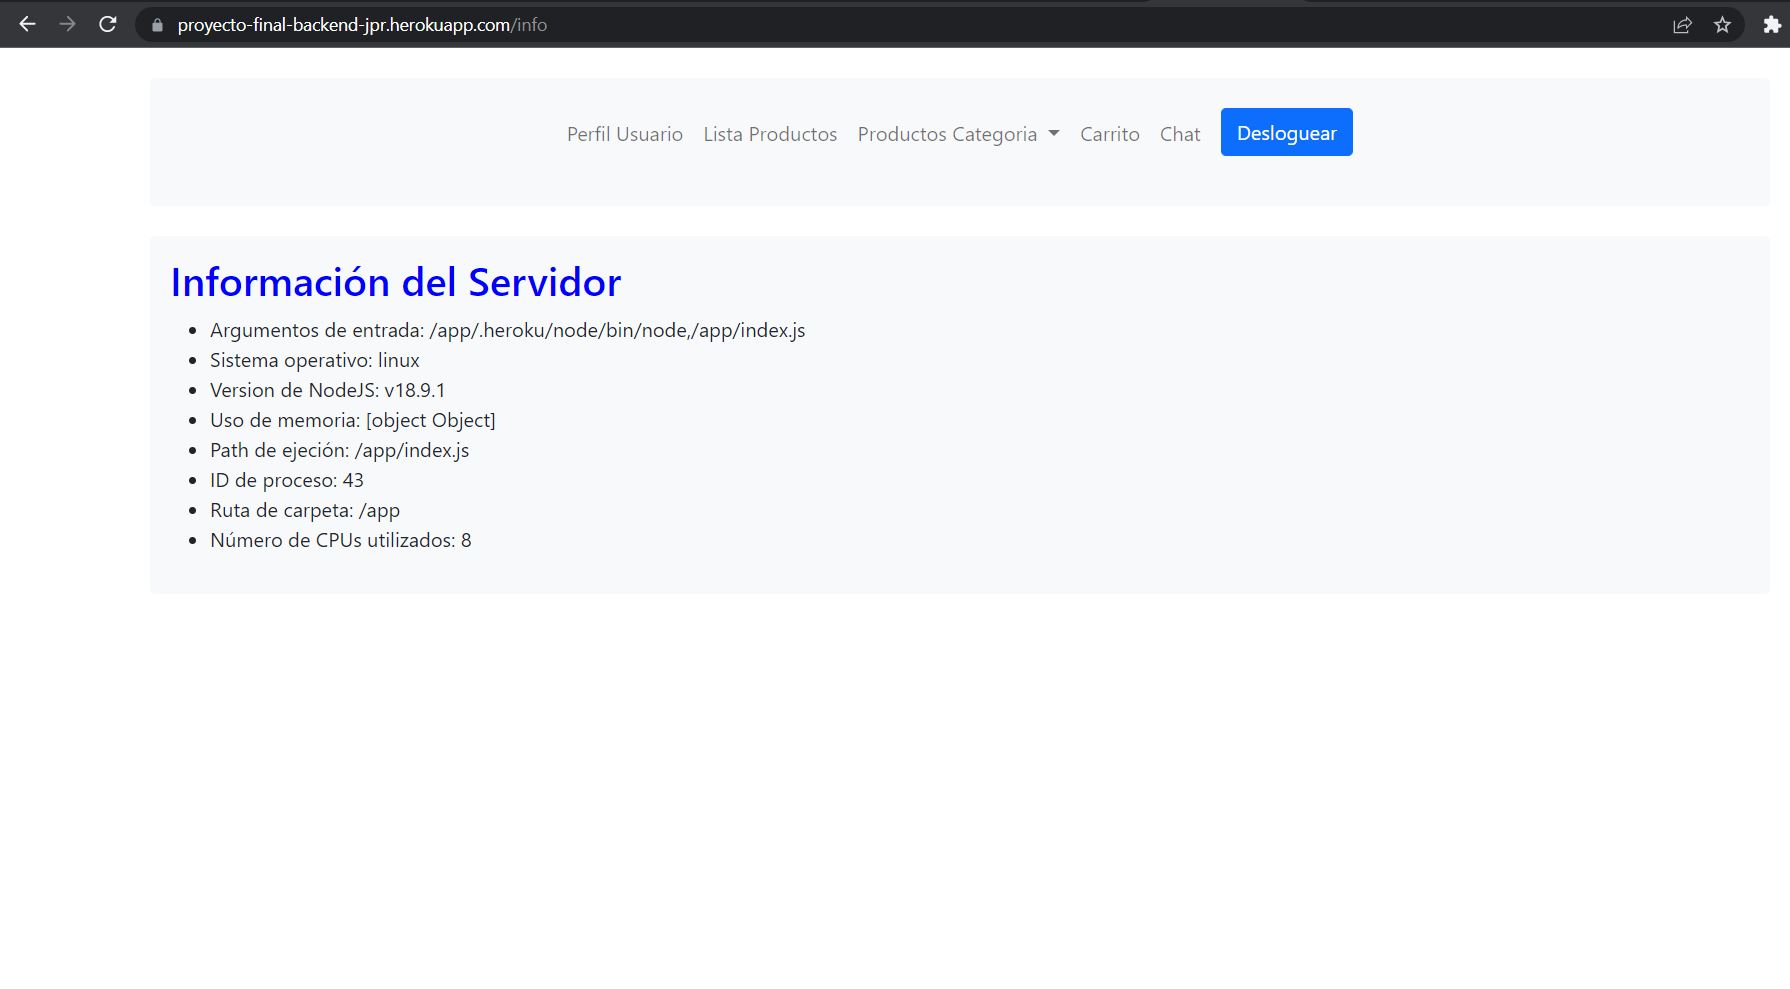 proyecto-final-backend-jpr.herokuapp.com/info
Perfil Usuario Lista Productos Productos Categoria Carrito Chat Desloguear
Información del Servidor
Argumentos de entrada: /app/.heroku/node/bin/node,/app/index.js
Sistema operativo: linux
Version de NodeJS: v18.9.1
Uso de memoria: [object Object]
Path de ejeción: /app/index.js
ID de proceso: 43
Ruta de carpeta: /app
Número de CPUs utilizados: 8